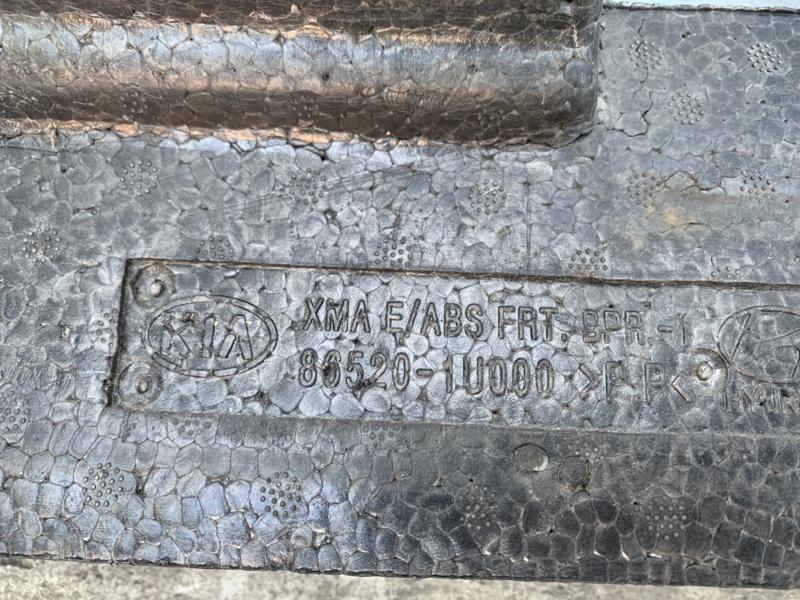 KIA
XMA E/ABS FRT. BPR.-1
86520-1U000 >P.P<